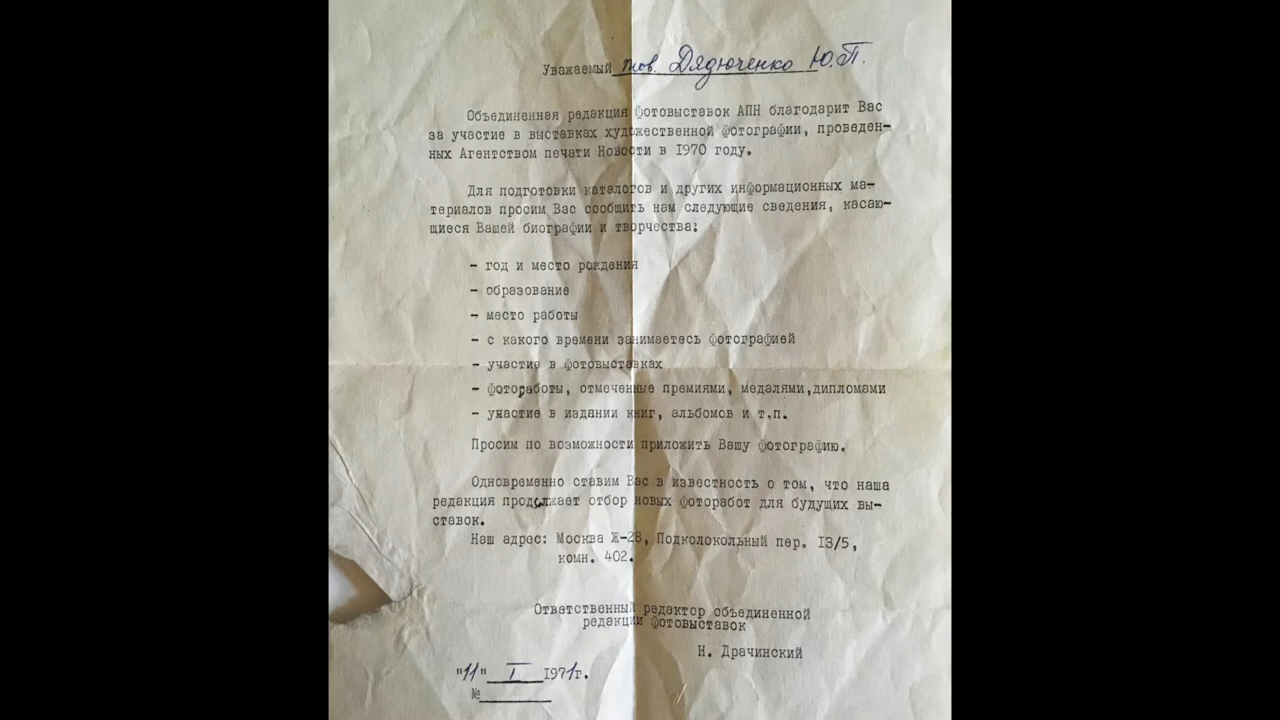 Уважаемый тов. Дядюченко Ю.П.
Объединенная редакция фотовыставок АПН благодарит Вас
за участие в выставках художественной фотографии, проведен-
ных Агентством печати Новости в 1970 году.
Для подготовки каталогов и других информационных ма-
териалов просим Вас сообщить нам следующие сведения, касаю-
щиеся Вашей биографии и творчества:
- год и место рождения
- образование
- место работы
- с какого времени занимаетесь фотографией
- участие в фотовыставках
- фотоработы, отмеченные премиями, медалями,дипломами
- участие в издании книг, альбомов и т.п.
Просим по возможности приложить Вашу фотографию.
Одновременно ставим Вас в известность о том, что наша
редакция продолжает отбор новых фоторабот для будущих вы-
ставок.
Наш адрес: Москва Ж-28, Подколокольный пер. 13/5,
комн. 402.
Ответственный редактор объединенной
редакции фотовыставок
Н. Драчинский
"11" I 1971г.
№